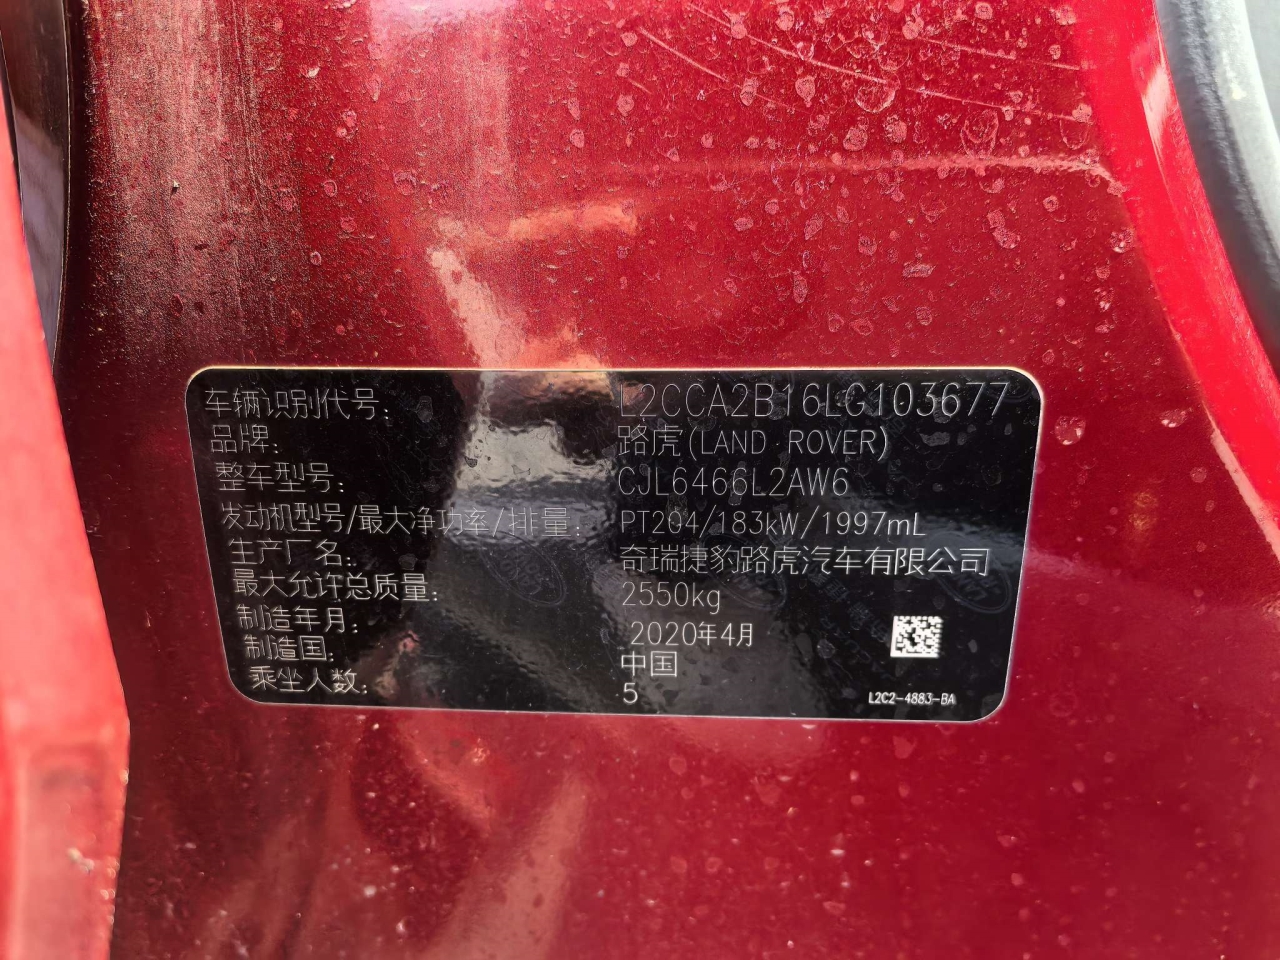 车辆识别代号: L2CCA2B16LG103677
品牌: 路虎(LAND ROVER)
整车型号: CJL6466L2AW6
发动机型号/最大净功率/排量: PT204/183kW/1997mL
生产厂名: 奇瑞捷豹路虎汽车有限公司
最大允许总质量: 2550kg
制造年月: 2020年4月
制造国: 中国
乘坐人数: 5
L2C2-4883-BA